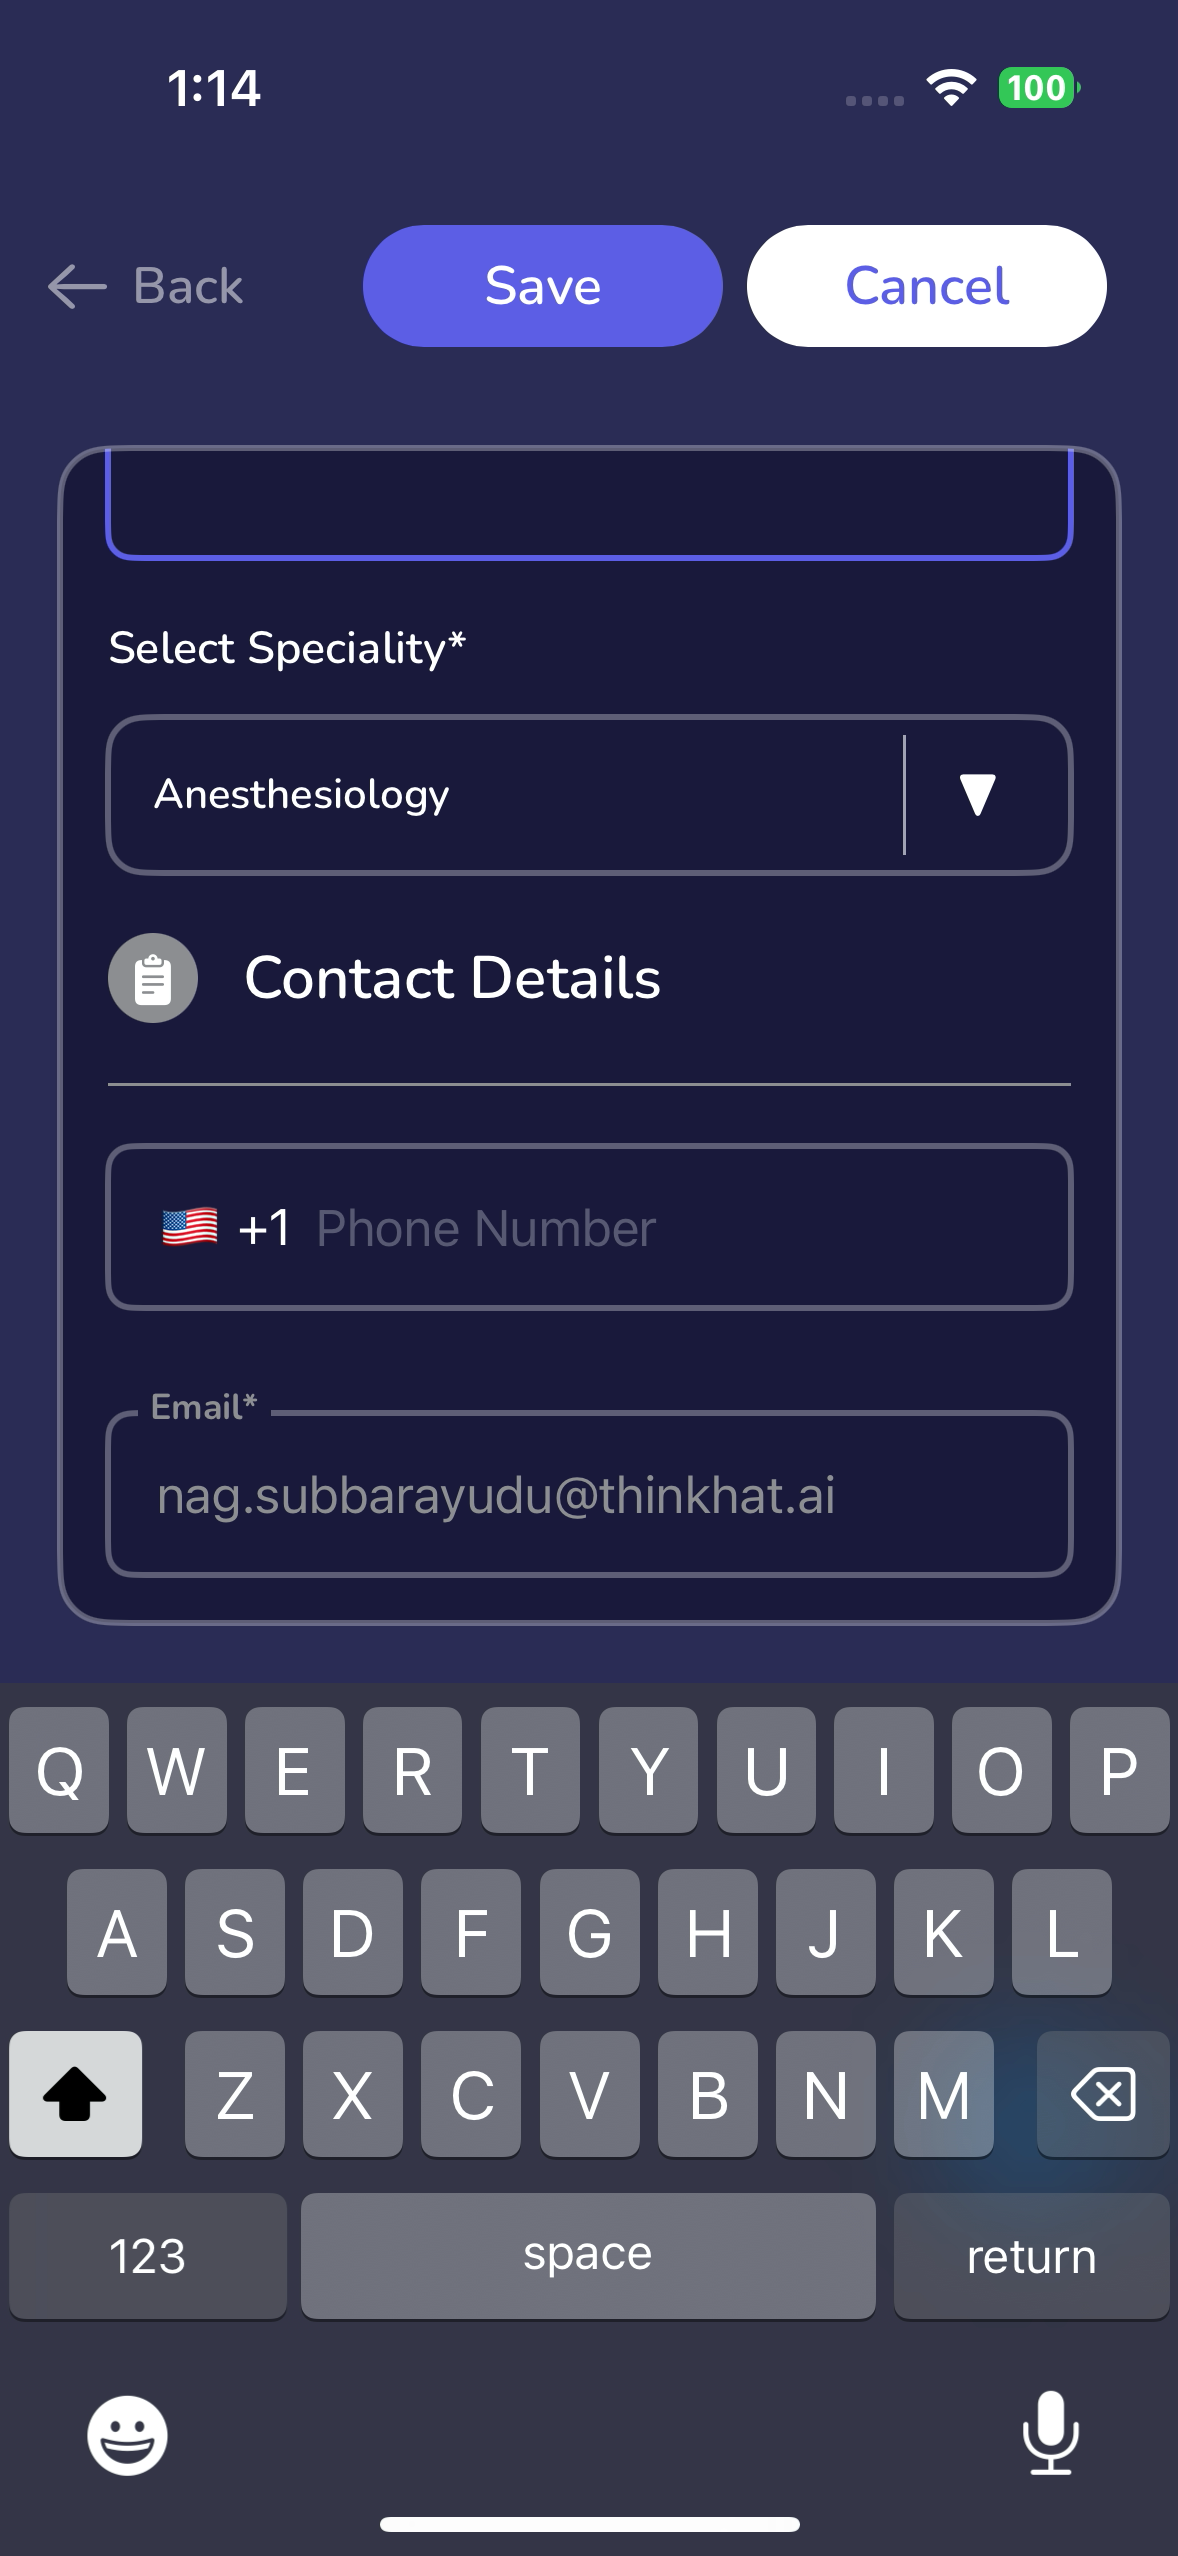 1:14
100
Back
Save
Cancel
Select Speciality*
Anesthesiology
Contact Details
🇺🇸 +1 Phone Number
Email*
nag.subbarayudu@thinkhat.ai
Q W E R T Y U I O P
A S D F G H J K L
Z X C V B N M
123 space return